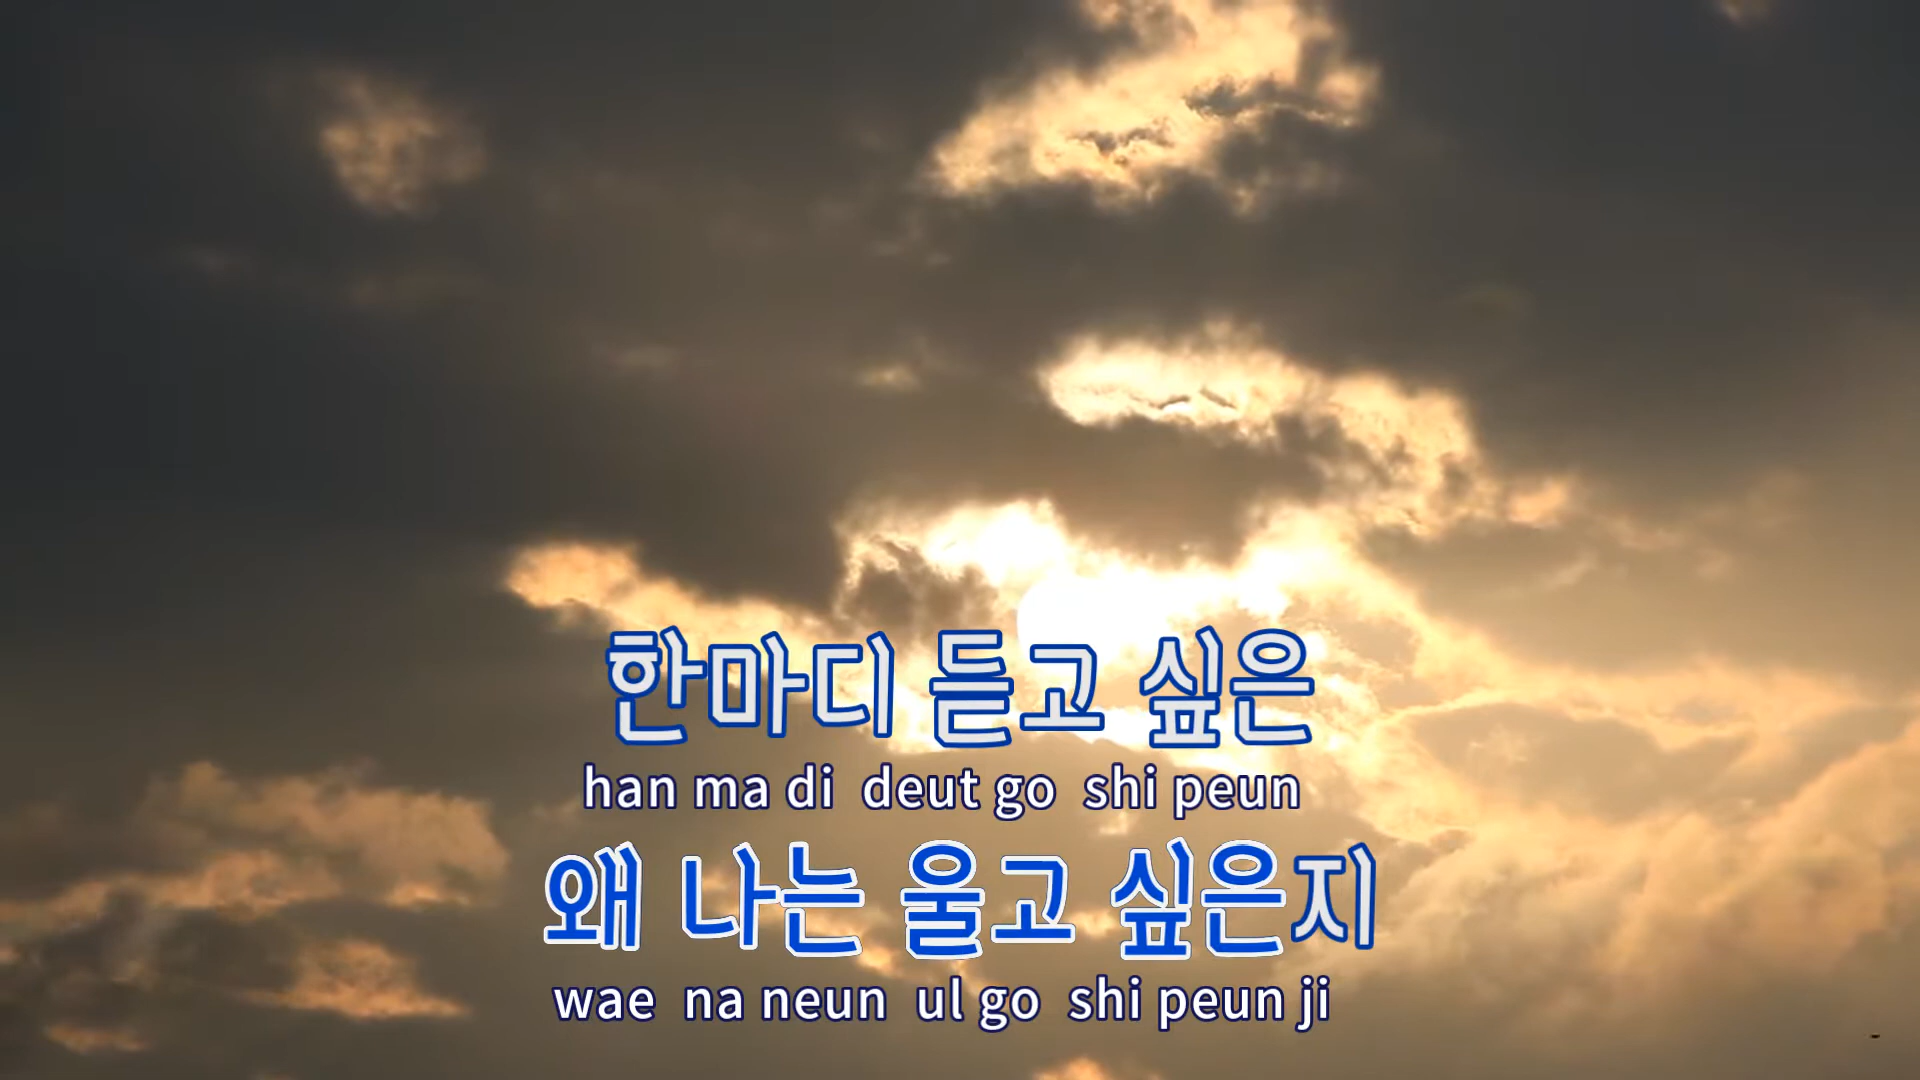 한마디 듣고 싶은
han ma di deut go shi peun
왜 나는 울고 싶은지
wae na neun ul go shi peun ji